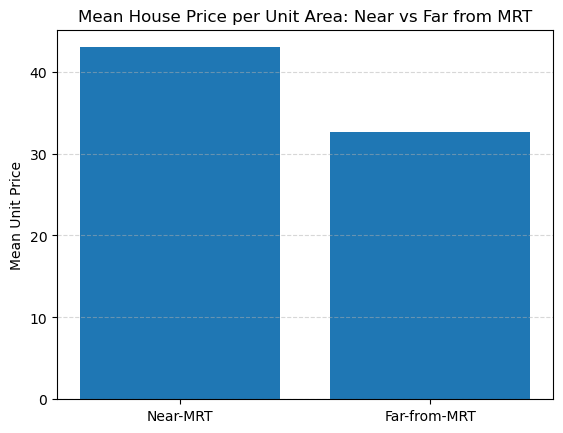 Mean House Price per Unit Area: Near vs Far from MRT
Mean Unit Price
40
30
20
10
0
Near-MRT
Far-from-MRT